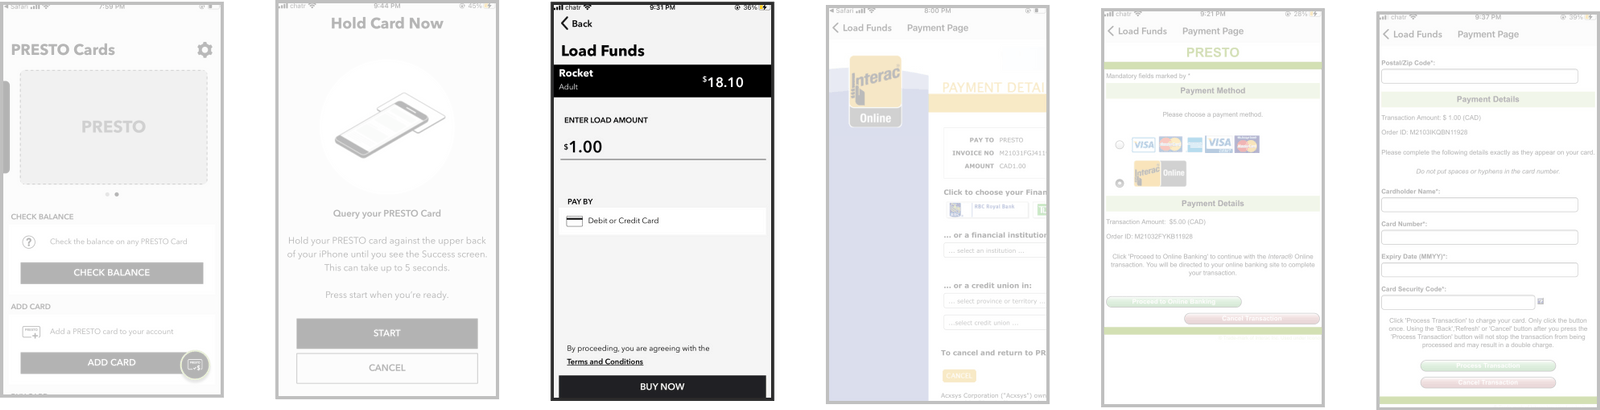 Safari
7:59 PM
PRESTO Cards
PRESTO
CHECK BALANCE
Check the balance on any PRESTO Card
CHECK BALANCE
ADD CARD
Add a PRESTO card to your account
ADD CARD
chatr
9:44 PM
45%
Hold Card Now
Query your PRESTO Card
Hold your PRESTO card against the upper back
of your iPhone until you see the Success screen.
This can take up to 5 seconds.
Press start when you're ready.
START
CANCEL
chatr
9:31 PM
36%
Back
Load Funds
Rocket
Adult
$18.10
ENTER LOAD AMOUNT
$1.00
PAY BY
Debit or Credit Card
By proceeding, you are agreeing with the
Terms and Conditions
BUY NOW
Safari
8:00 PM
Load Funds Payment Page
Interac
Online
PAYMENT DETAI
PAY TO PRESTO
INVOICE NO M21031FGJ411
AMOUNT CAD1.00
Click to choose your Finan
RBC Royal Bank
... or a financial institution
... select an institution ...
... or a credit union in:
... select province or territory ...
...select credit union ...
To cancel and return to PR
CANCEL
Acxsys Corporation ("Acxsys") own
chatr
9:21 PM
28%
Load Funds Payment Page
PRESTO
Mandatory fields marked by *
Payment Method
Please choose a payment method.
VISA MasterCard VISA MasterCard
Interac Online
Payment Details
Transaction Amount: $5.00 (CAD)
Order ID: M21032FYKB11928
Click 'Proceed to Online Banking' to continue with the Interac® Online
transaction. You will be directed to your online banking site to complete
your transaction.
Proceed to Online Banking
Cancel Transaction
chatr
9:37 PM
39%
Load Funds Payment Page
Postal/Zip Code*:
Payment Details
Transaction Amount: $ 1.00 (CAD)
Order ID: M2103IKQBN11928
Please complete the following details exactly as they appear on your card.
Do not put spaces or hyphens in the card number.
Cardholder Name*:
Card Number*:
Expiry Date (MMYY)*:
Card Security Code*:
Click 'Process Transaction' to charge your card. Only click the button
once. Using the 'Back','Refresh' or 'Cancel' button after you press the
'Process Transaction' button will not stop the transaction from being
processed and may result in a double charge.
Process Transaction
Cancel Transaction